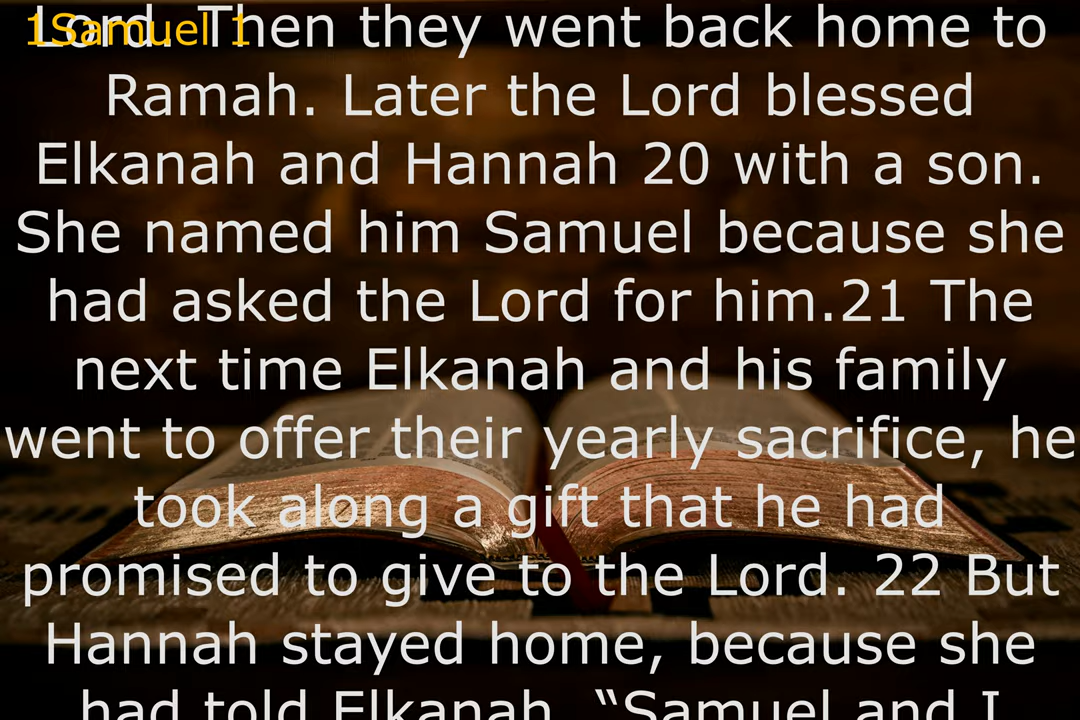 1Samuel 1
Lord. Then they went back home to
Ramah. Later the Lord blessed
Elkanah and Hannah 20 with a son.
She named him Samuel because she
had asked the Lord for him.21 The
next time Elkanah and his family
went to offer their yearly sacrifice, he
took along a gift that he had
promised to give to the Lord. 22 But
Hannah stayed home, because she
had told Elkanah, “Samuel and I